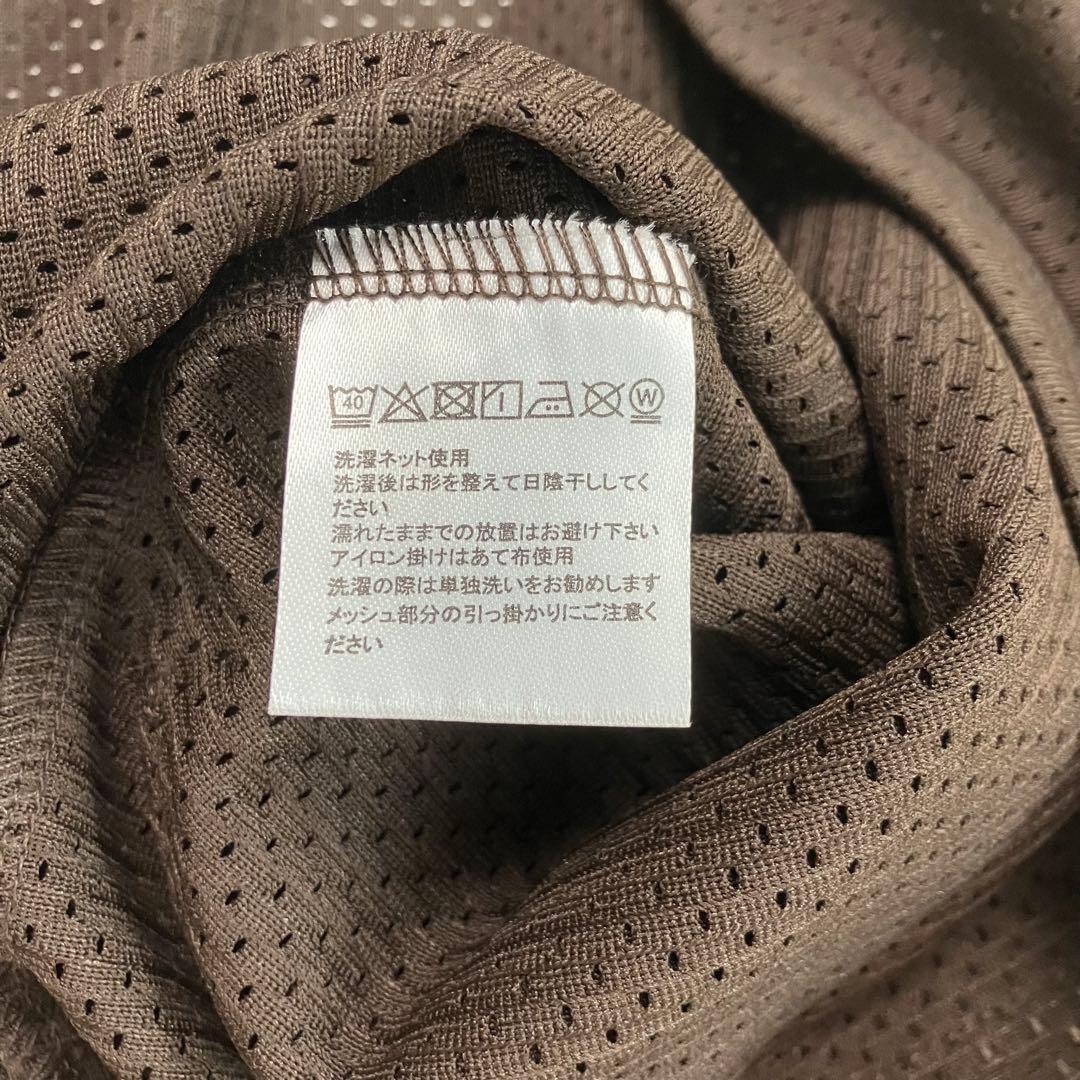 40 W
洗濯ネット使用
洗濯後は形を整えて日陰干ししてく
ださい
濡れたままでの放置はお避け下さい
アイロン掛けはあて布使用
洗濯の際は単独洗いをお勧めします
メッシュ部分の引っ掛かりにご注意く
ださい